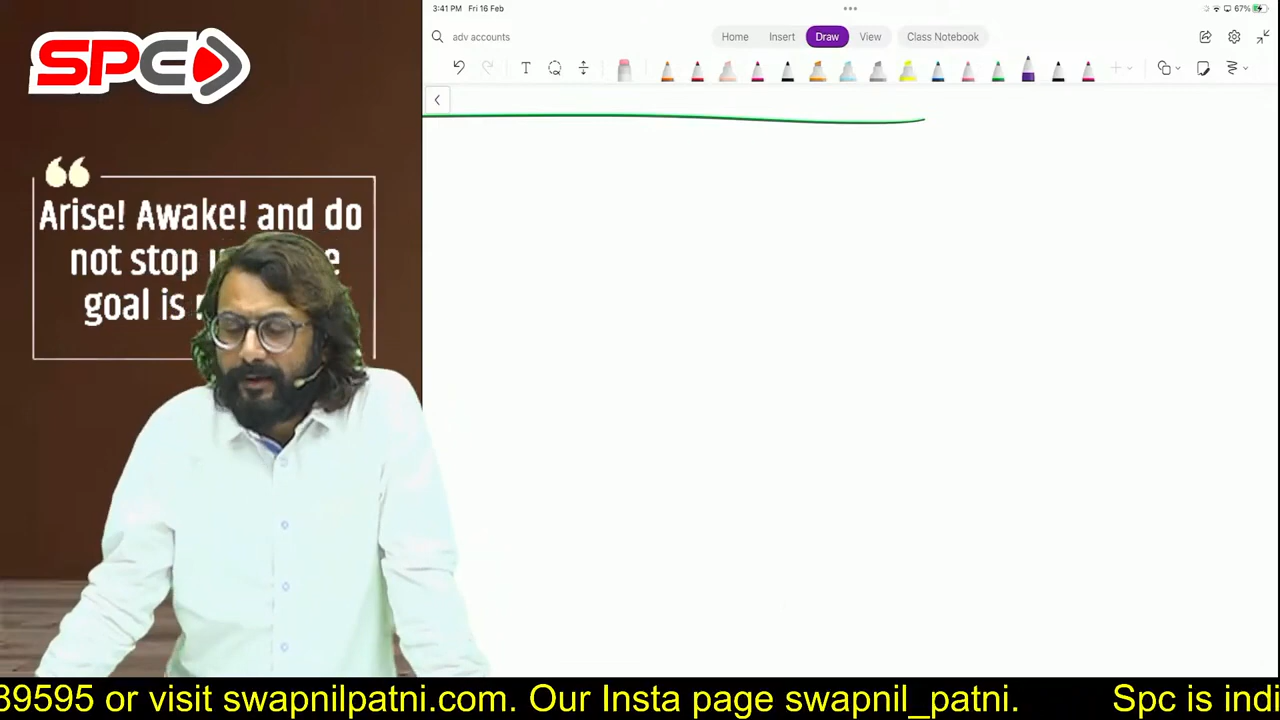 3:41 PM Fri 16 Feb
67%
SPC
adv accounts
Home Insert Draw View Class Notebook
T
Arise! Awake! and do
not stop
goal is
39595 or visit swapnilpatni.com. Our Insta page swapnil_patni. Spc is indi